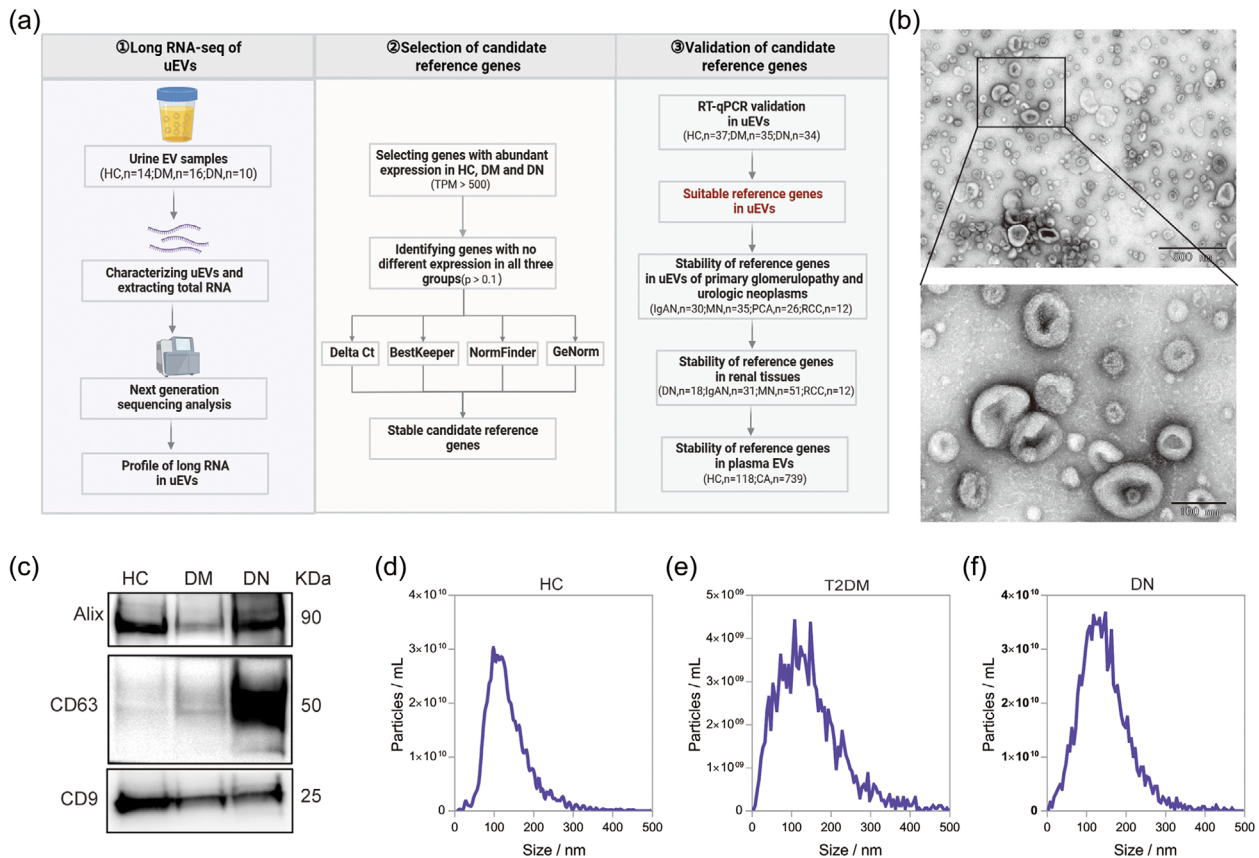 (a)
①Long RNA-seq of
uEVs
Urine EV samples
(HC,n=14;DM,n=16;DN,n=10)
Characterizing uEVs and
extracting total RNA
Next generation
sequencing analysis
Profile of long RNA
in uEVs
②Selection of candidate
reference genes
Selecting genes with abundant
expression in HC, DM and DN
(TPM > 500)
Identifying genes with no
different expression in all three
groups(p > 0.1)
Delta Ct
BestKeeper
NormFinder
GeNorm
Stable candidate reference
genes
③Validation of candidate
reference genes
RT-qPCR validation
in uEVs
(HC,n=37;DM,n=35;DN,n=34)
Suitable reference genes
in uEVs
Stability of reference genes
in uEVs of primary glomerulopathy and
urologic neoplasms
(IgAN,n=30;MN,n=35;PCA,n=26;RCC,n=12)
Stability of reference genes
in renal tissues
(DN,n=18;IgAN,n=31;MN,n=51;RCC,n=12)
Stability of reference genes
in plasma EVs
(HC,n=118;CA,n=739)
(b)
500 nm
100 nm
(c)
HC DM DN KDa
Alix 90
CD63 50
CD9 25
(d)
HC
Particles / mL
4×10¹⁰
3×10¹⁰
2×10¹⁰
1×10¹⁰
0
0 100 200 300 400 500
Size / nm
(e)
T2DM
Particles / mL
5×10⁰⁹
4×10⁰⁹
3×10⁰⁹
2×10⁰⁹
1×10⁰⁹
0
0 100 200 300 400 500
Size / nm
(f)
DN
Particles / mL
4×10¹⁰
3×10¹⁰
2×10¹⁰
1×10¹⁰
0
0 100 200 300 400 500
Size / nm